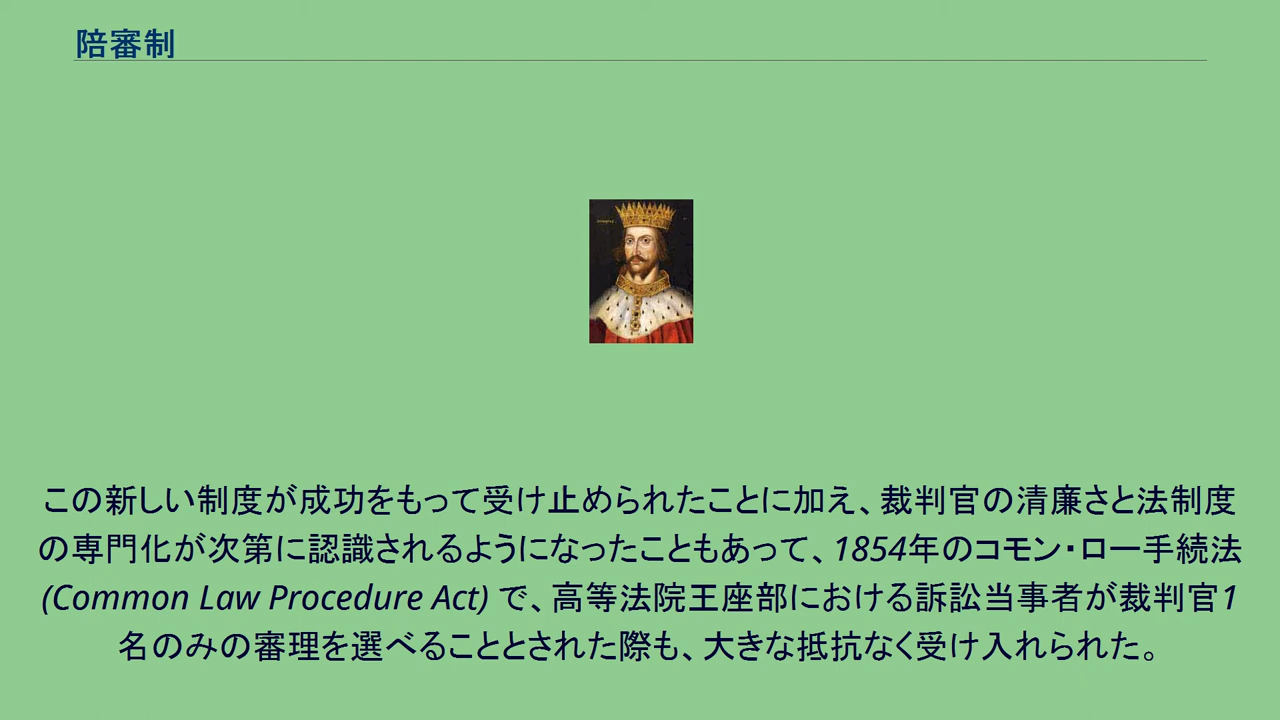 陪審制
この新しい制度が成功をもって受け止められたことに加え、裁判官の清廉さと法制度
の専門化が次第に認識されるようになったこともあって、1854年のコモン・ロー手続法
(Common Law Procedure Act) で、高等法院王座部における訴訟当事者が裁判官1
名のみの審理を選べることとされた際も、大きな抵抗なく受け入れられた。